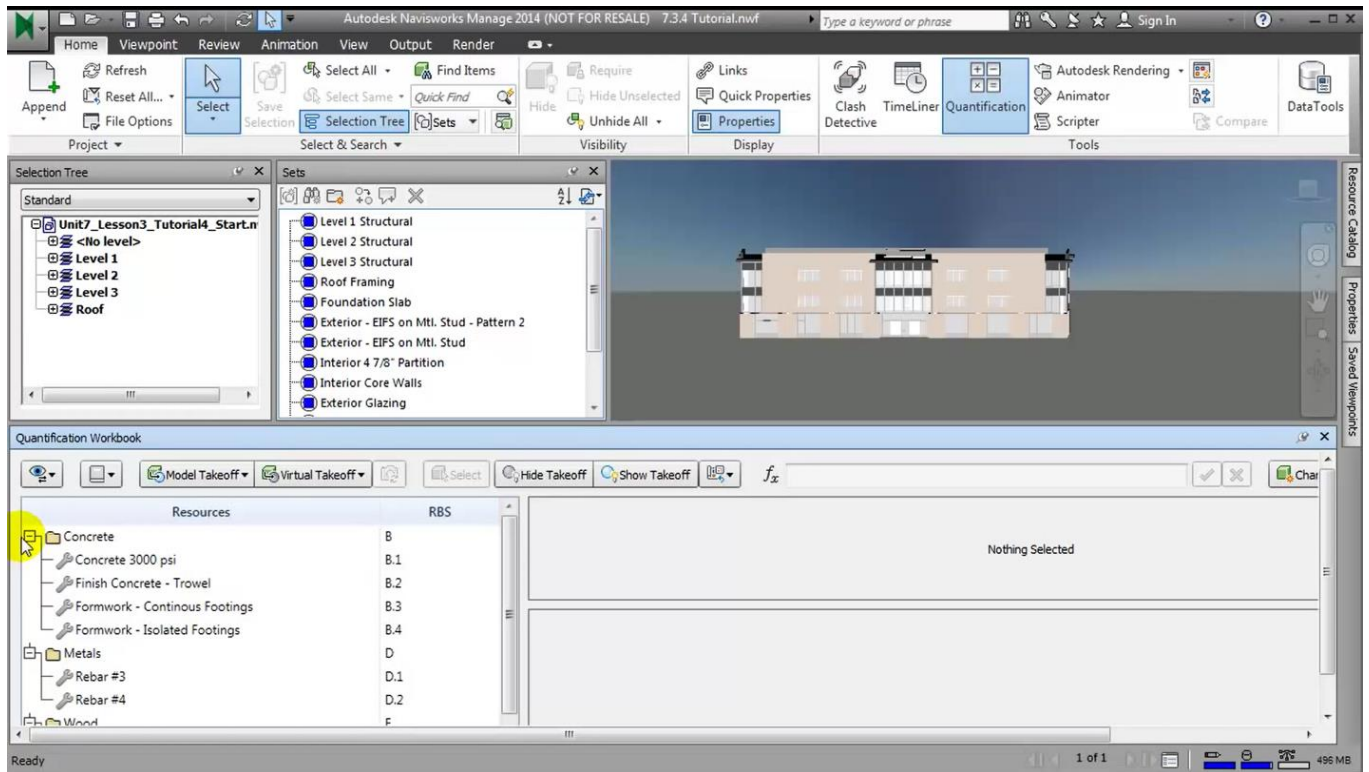 Autodesk Navisworks Manage 2014 (NOT FOR RESALE) 7.3.4 Tutorial.nwf
Type a keyword or phrase
Sign In
Home Viewpoint Review Animation View Output Render
Append
Refresh
Reset All...
File Options
Project
Select
Save Selection
Select All
Select Same
Selection Tree
Find Items
Quick Find
Sets
Select & Search
Hide
Require
Hide Unselected
Unhide All
Visibility
Links
Quick Properties
Properties
Display
Clash Detective
TimeLiner
Quantification
Autodesk Rendering
Animator
Scripter
Compare
Tools
DataTools
Selection Tree
Standard
Unit7_Lesson3_Tutorial4_Start.n
<No level>
Level 1
Level 2
Level 3
Roof
Sets
Level 1 Structural
Level 2 Structural
Level 3 Structural
Roof Framing
Foundation Slab
Exterior - EIFS on Mtl. Stud - Pattern 2
Exterior - EIFS on Mtl. Stud
Interior 4 7/8" Partition
Interior Core Walls
Exterior Glazing
Resource Catalog
Properties
Saved Viewpoints
Quantification Workbook
Model Takeoff
Virtual Takeoff
Select
Hide Takeoff
Show Takeoff
fx
Char
Resources RBS
Concrete B
Concrete 3000 psi B.1
Finish Concrete - Trowel B.2
Formwork - Continous Footings B.3
Formwork - Isolated Footings B.4
Metals D
Rebar #3 D.1
Rebar #4 D.2
Wood
Nothing Selected
Ready
1 of 1
496 MB